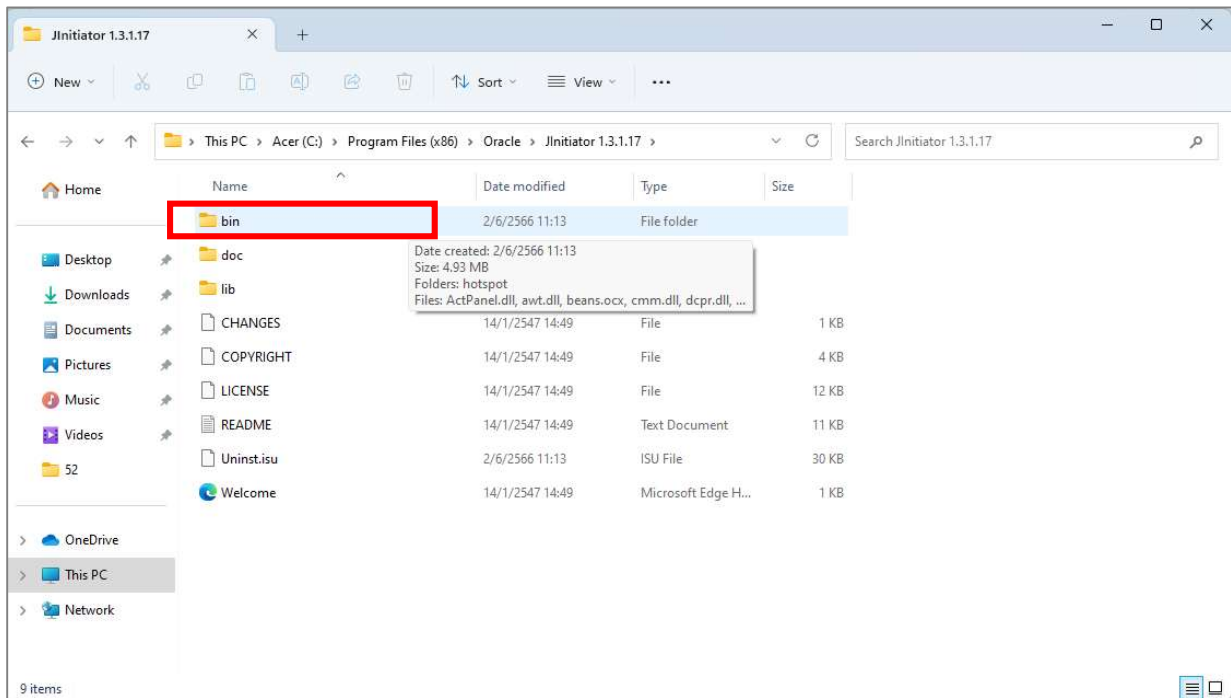 JInitiator 1.3.1.17
New
Sort
View
This PC > Acer (C:) > Program Files (x86) > Oracle > JInitiator 1.3.1.17 >
Search JInitiator 1.3.1.17
Home
Desktop
Downloads
Documents
Pictures
Music
Videos
52
OneDrive
This PC
Network
Name Date modified Type Size
bin 2/6/2566 11:13 File folder
doc
lib
Date created: 2/6/2566 11:13
Size: 4.93 MB
Folders: hotspot
Files: ActPanel.dll, awt.dll, beans.ocx, cmm.dll, dcpr.dll, ...
CHANGES 14/1/2547 14:49 File 1 KB
COPYRIGHT 14/1/2547 14:49 File 4 KB
LICENSE 14/1/2547 14:49 File 12 KB
README 14/1/2547 14:49 Text Document 11 KB
Uninst.isu 2/6/2566 11:13 ISU File 30 KB
Welcome 14/1/2547 14:49 Microsoft Edge H... 1 KB
9 items